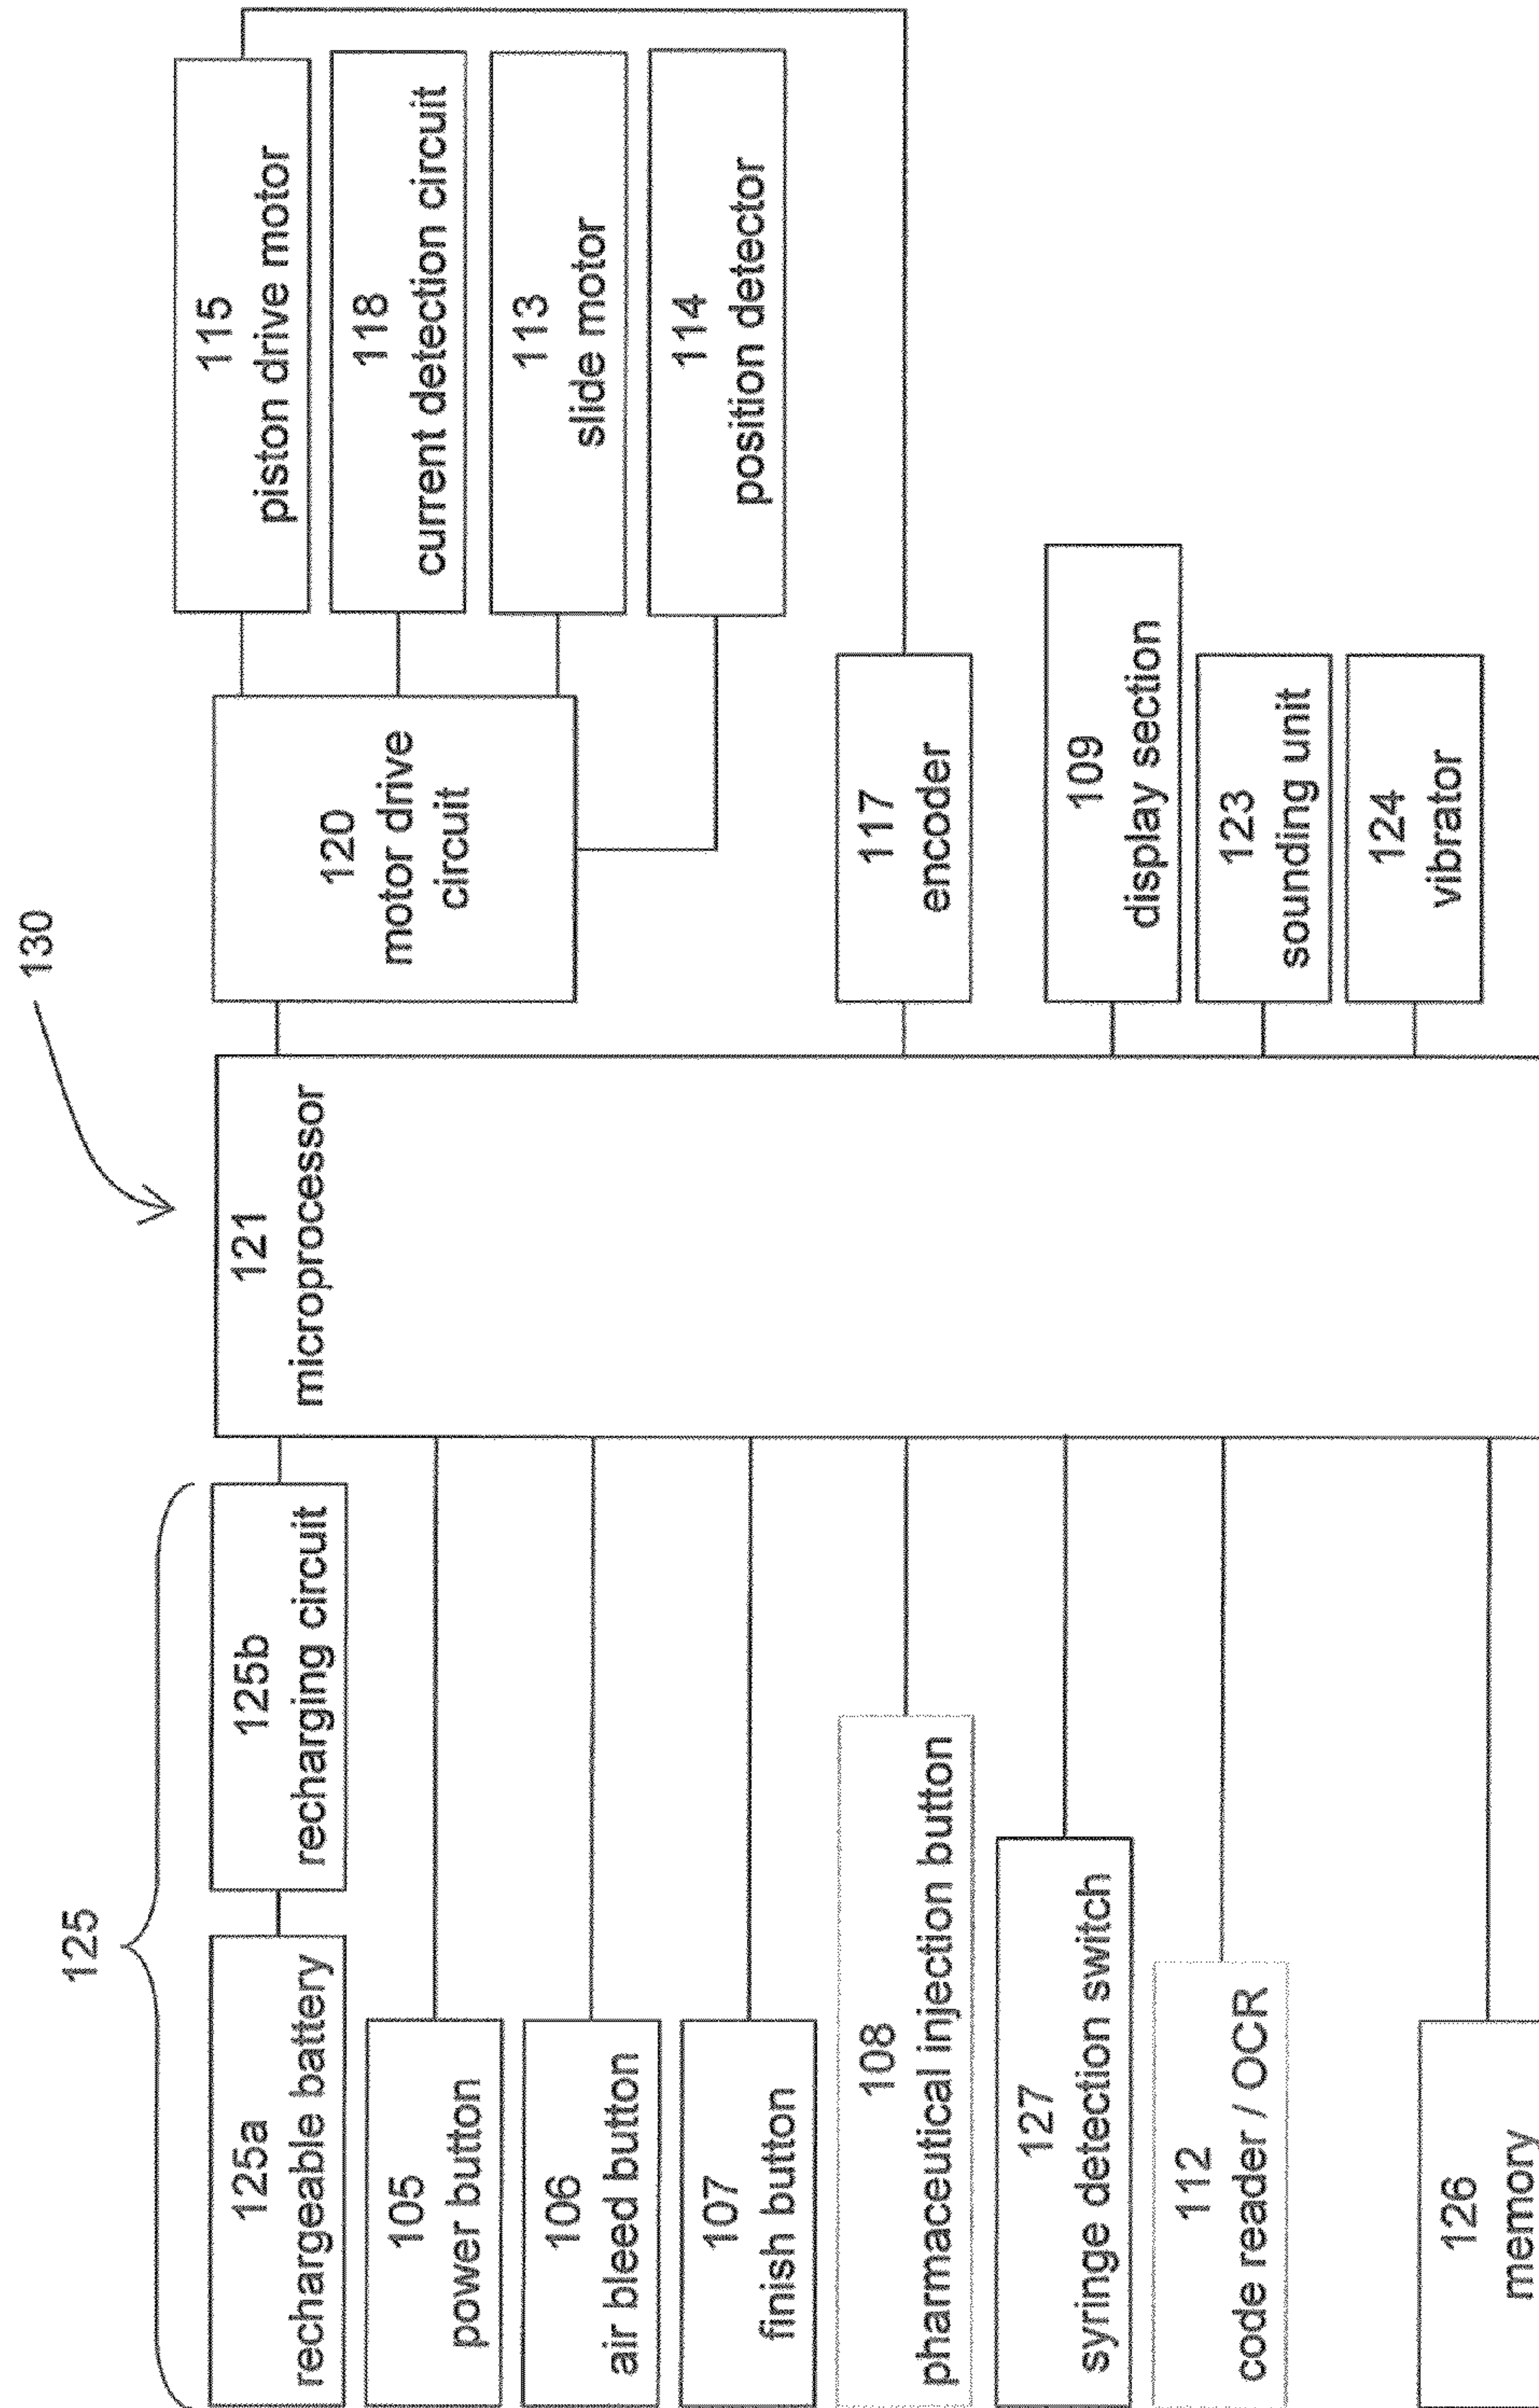 130
125
125a
rechargeable battery
125b
recharging circuit
105
power button
106
air bleed button
107
finish button
108
pharmaceutical injection button
127
syringe detection switch
112
code reader / OCR
126
memory
121
microprocessor
120
motor drive
circuit
115
piston drive motor
118
current detection circuit
113
slide motor
114
position detector
117
encoder
109
display section
123
sounding unit
124
vibrator